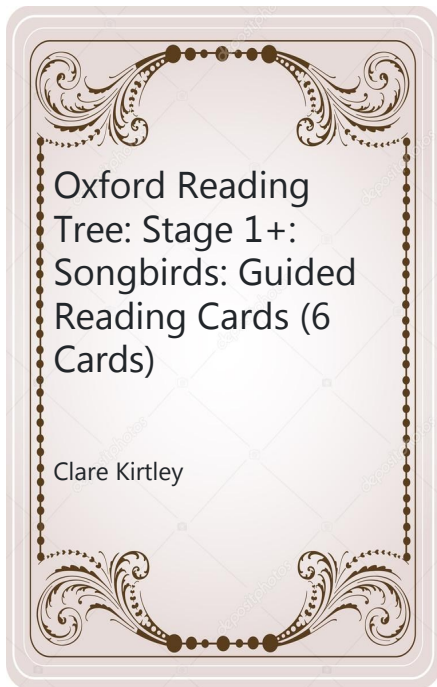 Oxford Reading
Tree: Stage 1+:
Songbirds: Guided
Reading Cards (6
Cards)
Clare Kirtley